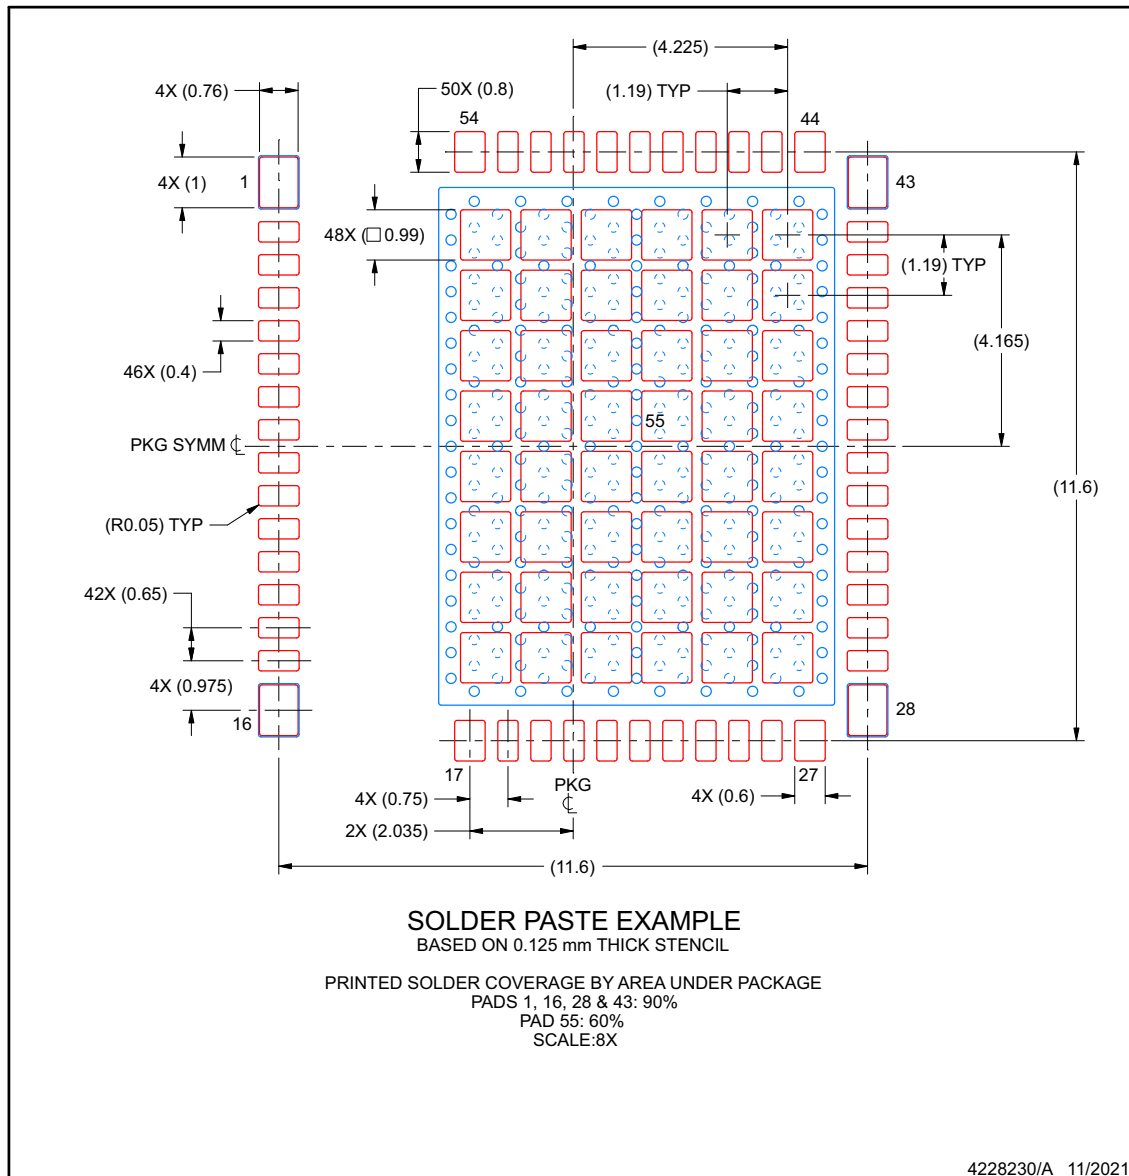 (4.225)
4X (0.76)
50X (0.8)
(1.19) TYP
54
44
4X (1)
1
43
48X (□ 0.99)
(1.19) TYP
(4.165)
46X (0.4)
55
PKG SYMM ℄
(11.6)
(R0.05) TYP
42X (0.65)
4X (0.975)
16
28
17
PKG
℄
27
4X (0.75)
4X (0.6)
2X (2.035)
(11.6)
SOLDER PASTE EXAMPLE
BASED ON 0.125 mm THICK STENCIL
PRINTED SOLDER COVERAGE BY AREA UNDER PACKAGE
PADS 1, 16, 28 & 43: 90%
PAD 55: 60%
SCALE:8X
4228230/A 11/2021